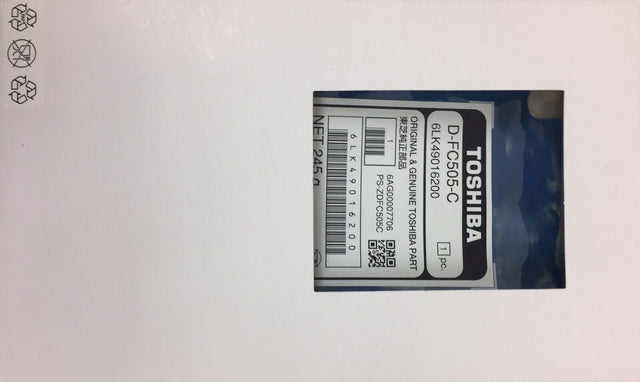 TOSHIBA
D-FC505-C
6LK49016200
1 pc.
ORIGINAL & GENUINE TOSHIBA PART
東芝純正部品
1
6AG00007706
PS-ZDFC505C
6LK49016200
NET 245 g